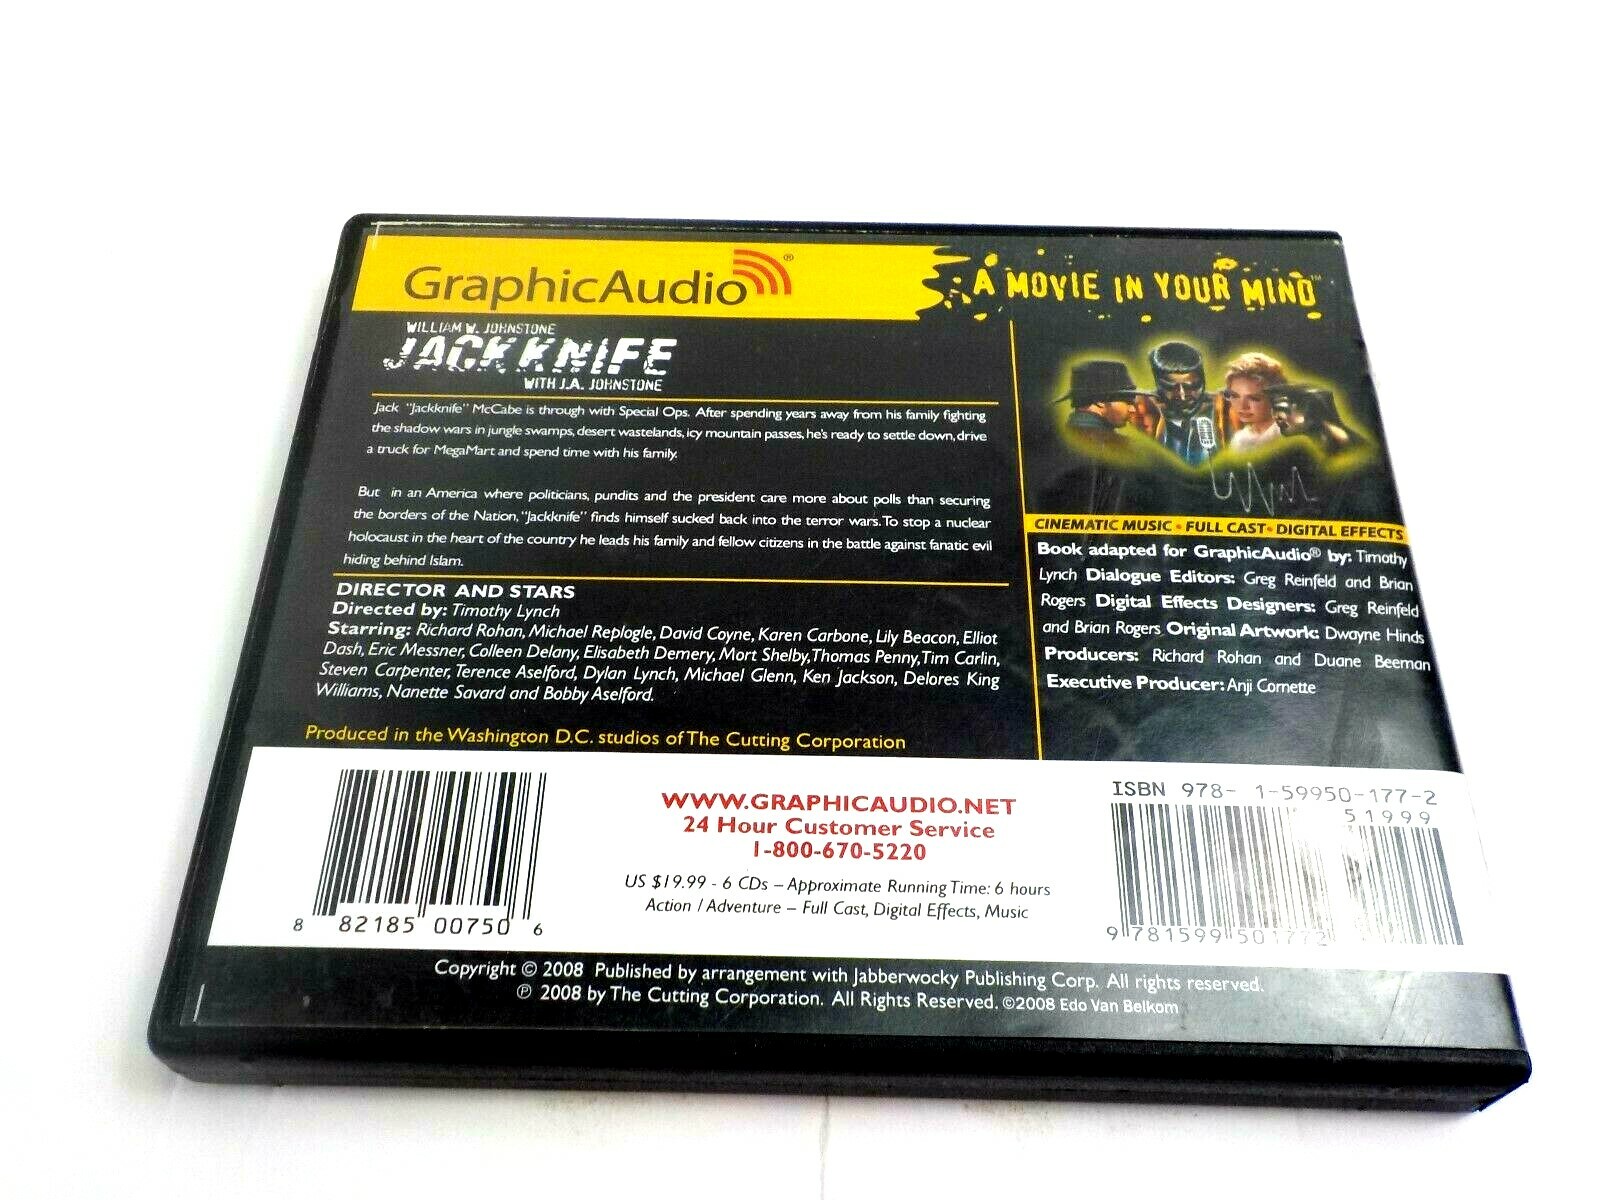 GraphicAudio®
A MOVIE IN YOUR MIND™
WILLIAM W. JOHNSTONE
JACKKNIFE
WITH J.A. JOHNSTONE
Jack "Jackknife" McCabe is through with Special Ops. After spending years away from his family fighting
the shadow wars in jungle swamps, desert wastelands, icy mountain passes, he's ready to settle down, drive
a truck for MegaMart and spend time with his family.
But in an America where politicians, pundits and the president care more about polls than securing
the borders of the Nation, "Jackknife" finds himself sucked back into the terror wars. To stop a nuclear
holocaust in the heart of the country he leads his family and fellow citizens in the battle against fanatic evil
hiding behind Islam.
DIRECTOR AND STARS
Directed by: Timothy Lynch
Starring: Richard Rohan, Michael Replogle, David Coyne, Karen Carbone, Lily Beacon, Elliot
Dash, Eric Messner, Colleen Delany, Elisabeth Demery, Mort Shelby, Thomas Penny, Tim Carlin,
Steven Carpenter, Terence Aselford, Dylan Lynch, Michael Glenn, Ken Jackson, Delores King
Williams, Nanette Savard and Bobby Aselford.
Produced in the Washington D.C. studios of The Cutting Corporation
CINEMATIC MUSIC • FULL CAST • DIGITAL EFFECTS
Book adapted for GraphicAudio® by: Timothy
Lynch Dialogue Editors: Greg Reinfeld and Brian
Rogers Digital Effects Designers: Greg Reinfeld
and Brian Rogers Original Artwork: Dwayne Hinds
Producers: Richard Rohan and Duane Beeman
Executive Producer: Anji Cornette
8 82185 00750 6
WWW.GRAPHICAUDIO.NET
24 Hour Customer Service
1-800-670-5220
US $19.99 - 6 CDs – Approximate Running Time: 6 hours
Action / Adventure – Full Cast, Digital Effects, Music
ISBN 978- 1-59950-177-2
51999
9 781599 501772
Copyright © 2008 Published by arrangement with Jabberwocky Publishing Corp. All rights reserved.
℗ 2008 by The Cutting Corporation. All Rights Reserved. ©2008 Edo Van Belkom